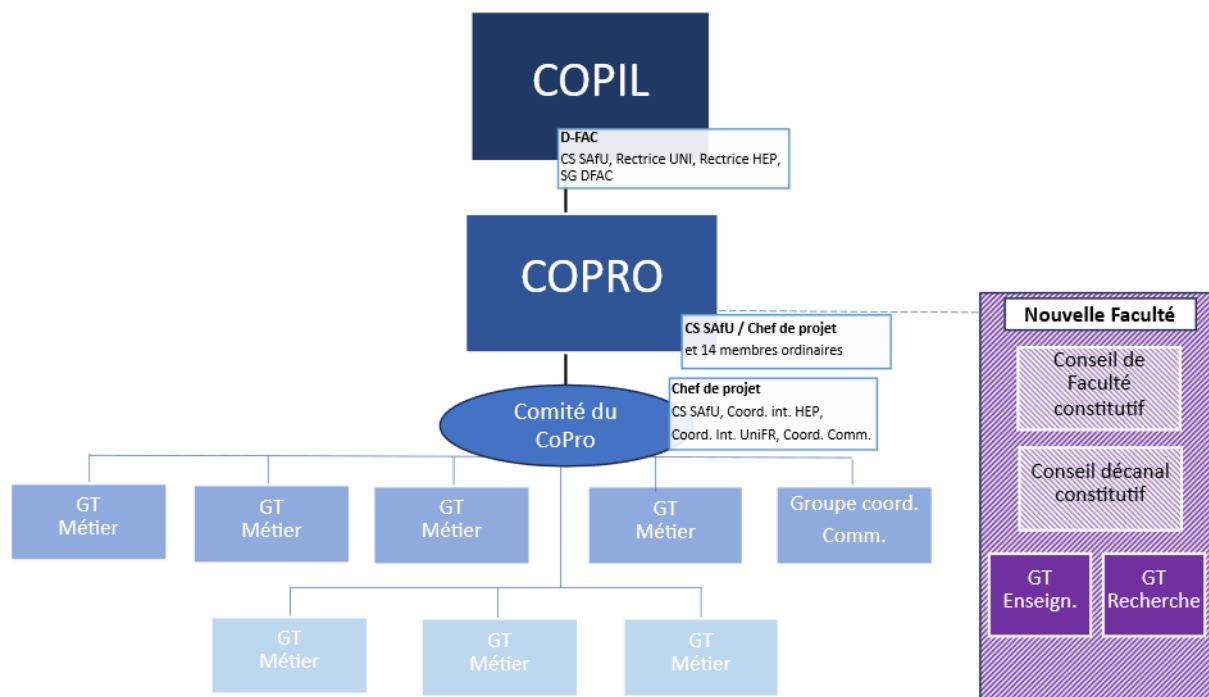 COPIL
D-FAC
CS SAfU, Rectrice UNI, Rectrice HEP,
SG DFAC
COPRO
CS SAfU / Chef de projet
et 14 membres ordinaires
Chef de projet
CS SAfU, Coord. int. HEP,
Coord. Int. UniFR, Coord. Comm.
Comité du
CoPro
GT
Métier
GT
Métier
GT
Métier
GT
Métier
Groupe coord.
Comm.
GT
Métier
GT
Métier
GT
Métier
Nouvelle Faculté
Conseil de
Faculté
constitutif
Conseil décanal
constitutif
GT
Enseign.
GT
Recherche